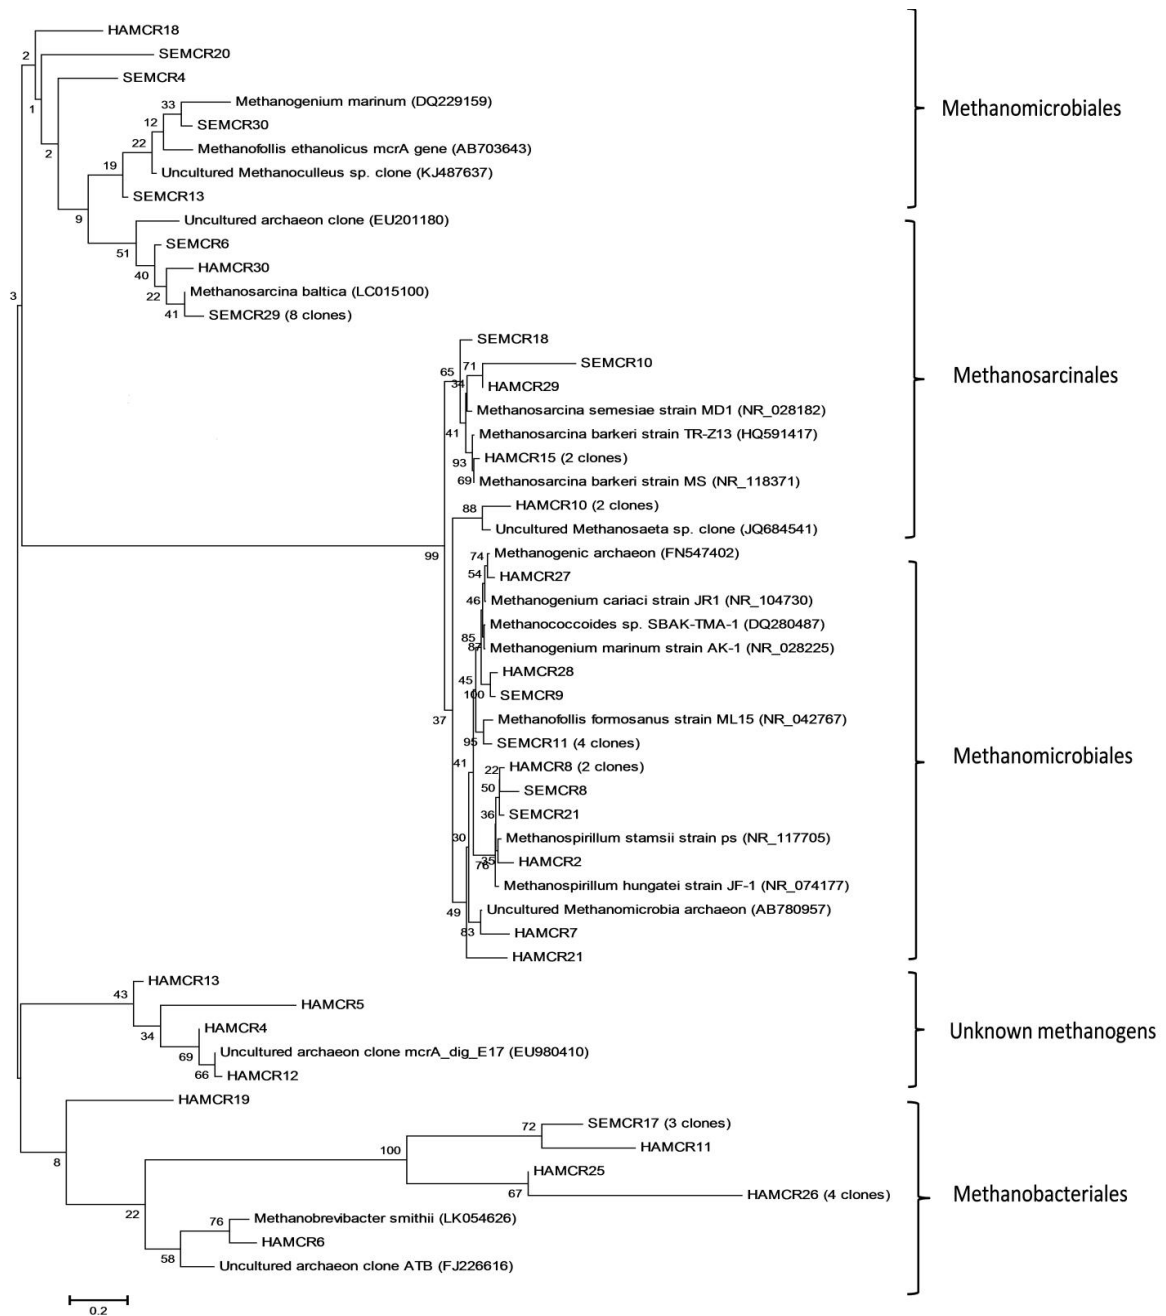 HAMCR18
2
SEMCR20
SEMCR4
1
Methanogenium marinum (DQ229159)
33
SEMCR30
12
Methanofollis ethanolicus mcrA gene (AB703643)
22
2
Uncultured Methanoculleus sp. clone (KJ487637)
19
SEMCR13
9
Methanomicrobiales
Uncultured archaeon clone (EU201180)
SEMCR6
51
HAMCR30
40
Methanosarcina baltica (LC015100)
22
3
SEMCR29 (8 clones)
41
SEMCR18
SEMCR10
71
65
34
HAMCR29
Methanosarcina semesiae strain MD1 (NR_028182)
Methanosarcina barkeri strain TR-Z13 (HQ591417)
41
HAMCR15 (2 clones)
93
Methanosarcina barkeri strain MS (NR_118371)
69
HAMCR10 (2 clones)
88
Uncultured Methanosaeta sp. clone (JQ684541)
99
Methanosarcinales
Methanogenic archaeon (FN547402)
74
HAMCR27
54
Methanogenium cariaci strain JR1 (NR_104730)
46
Methanococcoides sp. SBAK-TMA-1 (DQ280487)
85
Methanogenium marinum strain AK-1 (NR_028225)
87
HAMCR28
45
SEMCR9
100
37
Methanofollis formosanus strain ML15 (NR_042767)
SEMCR11 (4 clones)
95
41
HAMCR8 (2 clones)
22
SEMCR8
50
SEMCR21
36
Methanospirillum stamsii strain ps (NR_117705)
30
HAMCR2
35
76
Methanospirillum hungatei strain JF-1 (NR_074177)
Uncultured Methanomicrobia archaeon (AB780957)
49
HAMCR7
83
HAMCR21
Methanomicrobiales
HAMCR13
43
HAMCR5
34
HAMCR4
69
Uncultured archaeon clone mcrA_dig_E17 (EU980410)
66
HAMCR12
Unknown methanogens
HAMCR19
SEMCR17 (3 clones)
72
HAMCR11
100
8
HAMCR25
67
HAMCR26 (4 clones)
22
Methanobrevibacter smithii (LK054626)
76
HAMCR6
58
Uncultured archaeon clone ATB (FJ226616)
Methanobacteriales
0.2